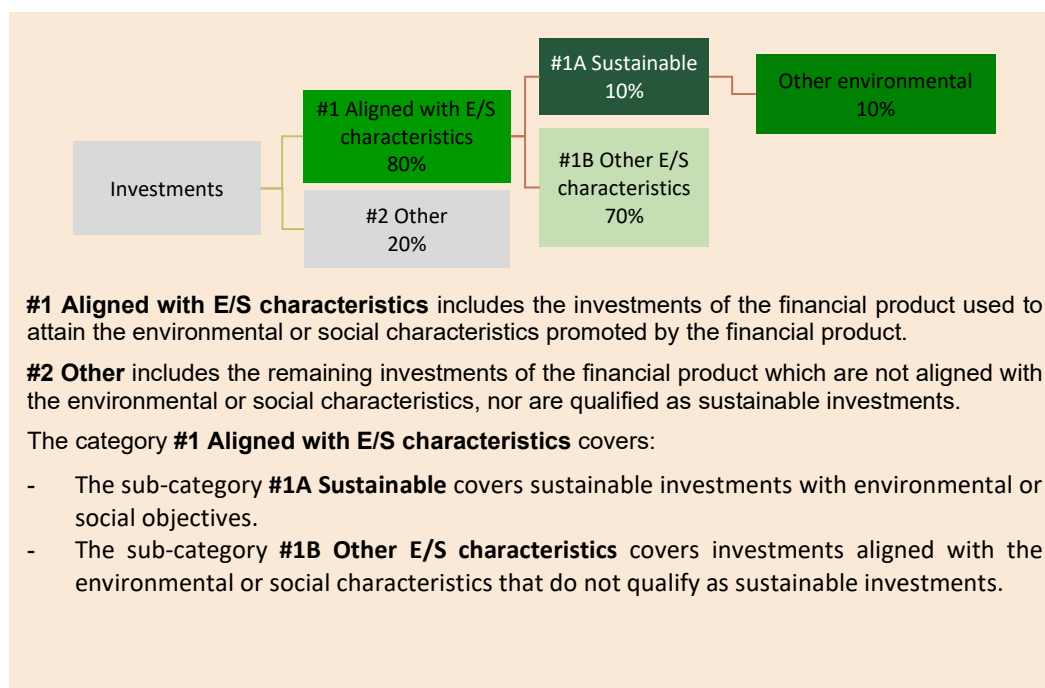 #1A Sustainable
10%
Other environmental
10%
#1 Aligned with E/S
characteristics
80%
#1B Other E/S
characteristics
70%
Investments
#2 Other
20%
#1 Aligned with E/S characteristics includes the investments of the financial product used to
attain the environmental or social characteristics promoted by the financial product.
#2 Other includes the remaining investments of the financial product which are not aligned with
the environmental or social characteristics, nor are qualified as sustainable investments.
The category #1 Aligned with E/S characteristics covers:
- The sub-category #1A Sustainable covers sustainable investments with environmental or
social objectives.
- The sub-category #1B Other E/S characteristics covers investments aligned with the
environmental or social characteristics that do not qualify as sustainable investments.